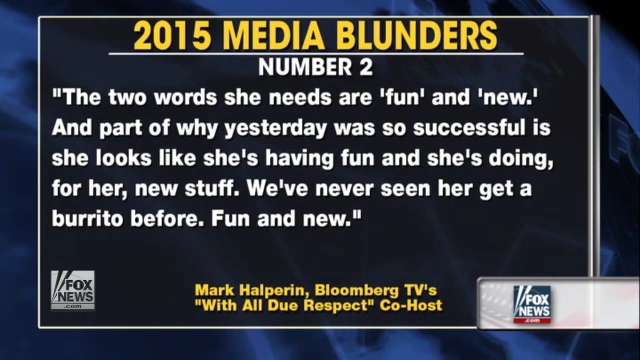 2015 MEDIA BLUNDERS
NUMBER 2
"The two words she needs are 'fun' and 'new.'
And part of why yesterday was so successful is
she looks like she's having fun and she's doing,
for her, new stuff. We've never seen her get a
burrito before. Fun and new."
Mark Halperin, Bloomberg TV's
"With All Due Respect" Co-Host
FOX
NEWS
.com
FOX
NEWS
.com